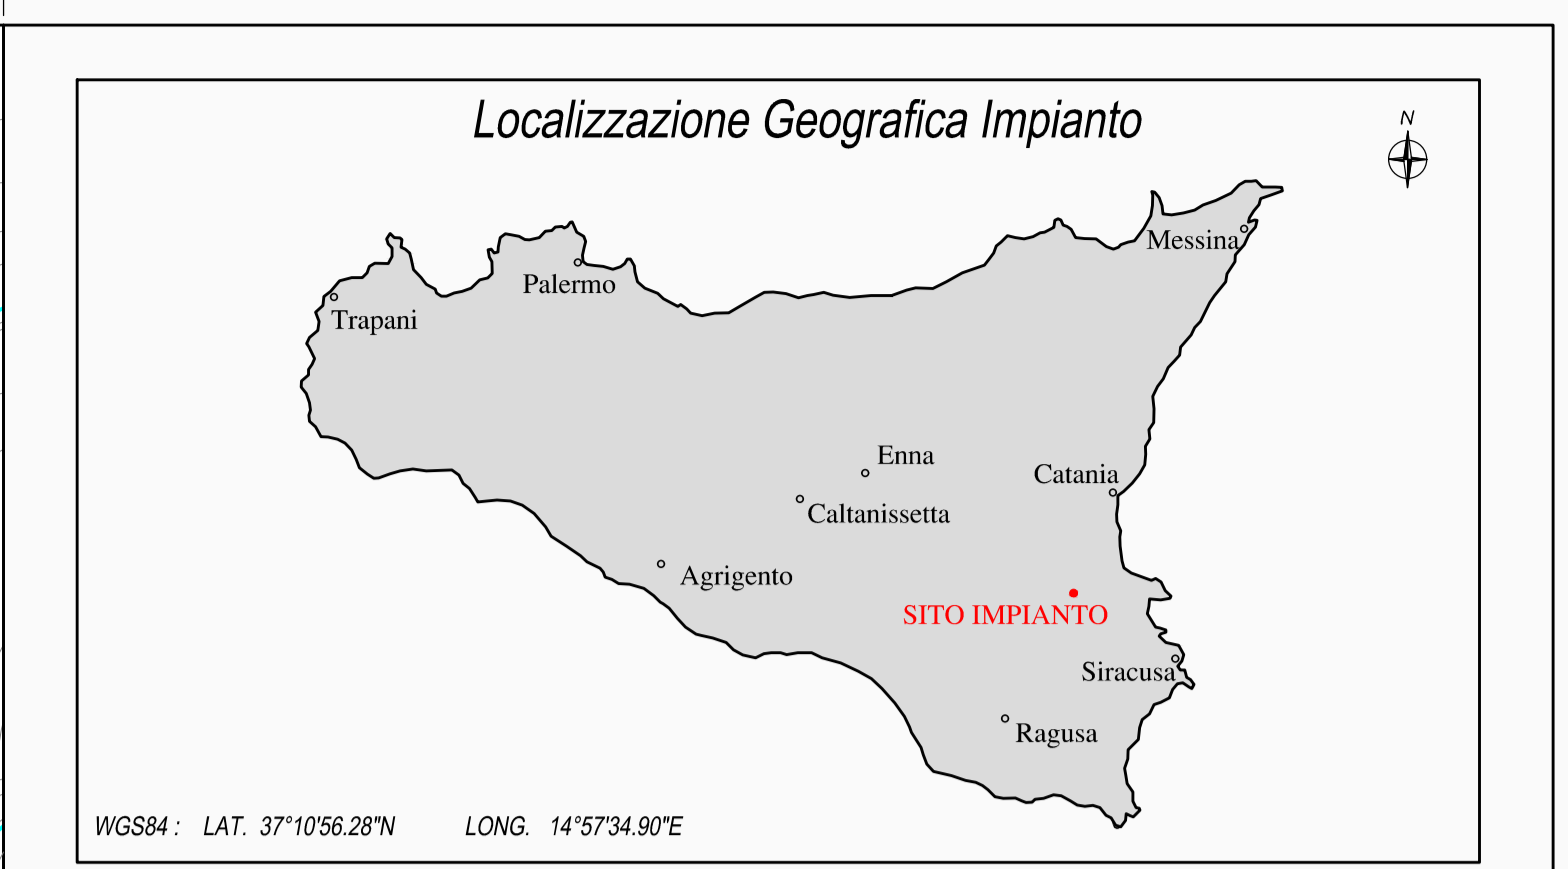 Localizzazione Geografica Impianto
N
Messina
Palermo
Trapani
Enna
Catania
Caltanissetta
Agrigento
SITO IMPIANTO
Siracusa
Ragusa
WGS84 : LAT. 37°10'56.28"N LONG. 14°57'34.90"E